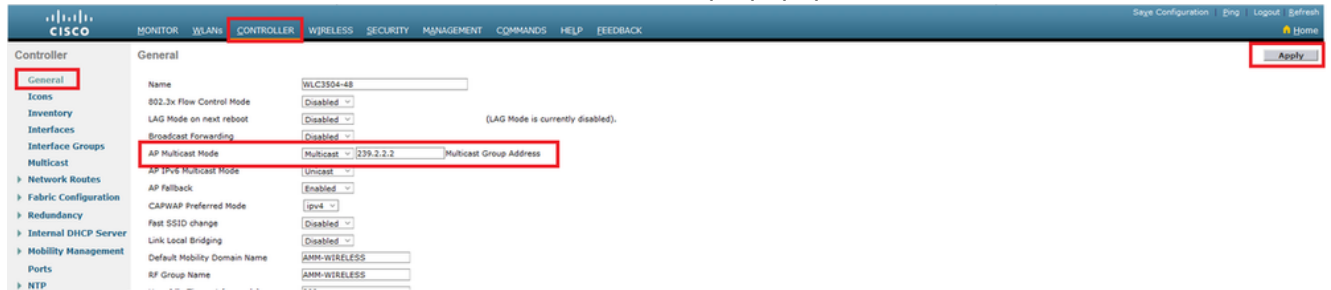 Save Configuration Ping Logout Refresh
CISCO MONITOR WLANs CONTROLLER WIRELESS SECURITY MANAGEMENT COMMANDS HELP FEEDBACK Home
Controller General Apply
General
Name WLC3504-48
Icons
802.3x Flow Control Mode Disabled
Inventory
LAG Mode on next reboot Disabled (LAG Mode is currently disabled).
Interfaces
Broadcast Forwarding Disabled
Interface Groups
AP Multicast Mode Multicast 239.2.2.2 Multicast Group Address
Multicast
AP IPv6 Multicast Mode Unicast
Network Routes
AP Fallback Enabled
Fabric Configuration
CAPWAP Preferred Mode ipv4
Redundancy
Fast SSID change Disabled
Internal DHCP Server
Link Local Bridging Disabled
Mobility Management
Default Mobility Domain Name AMM-WIRELESS
Ports
RF Group Name AMM-WIRELESS
NTP